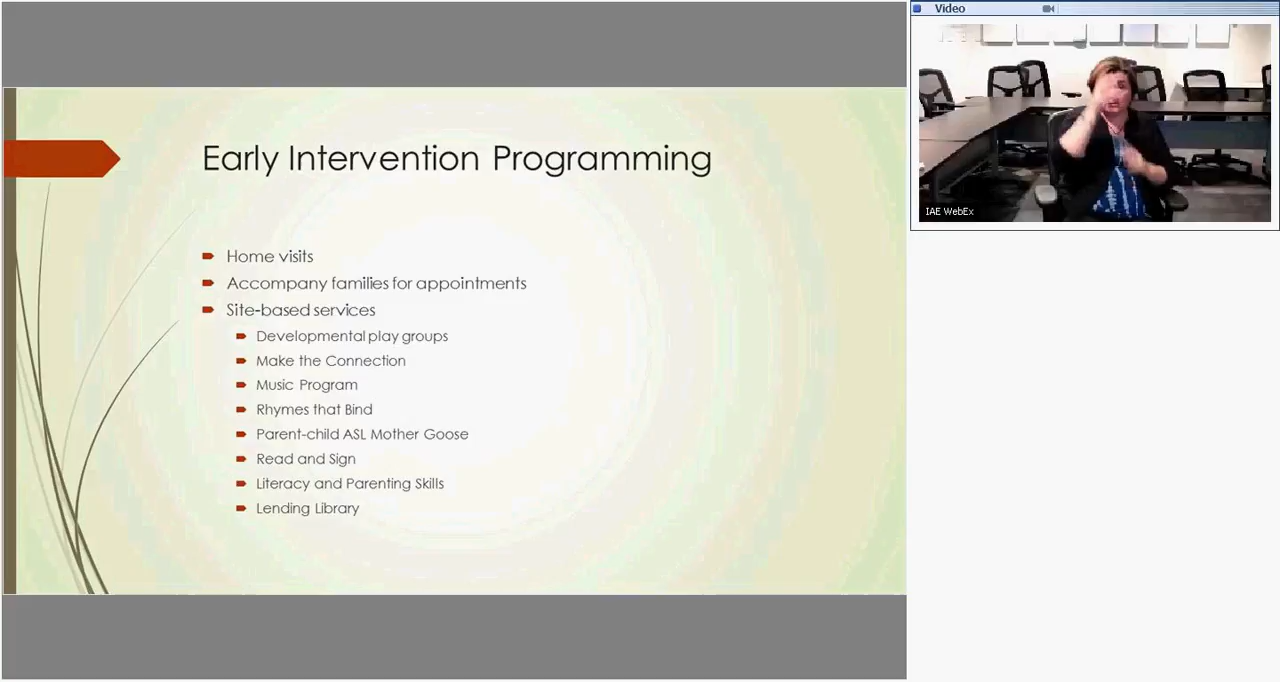 Video
IAE WebEx
Early Intervention Programming
Home visits
Accompany families for appointments
Site-based services
Developmental play groups
Make the Connection
Music Program
Rhymes that Bind
Parent-child ASL Mother Goose
Read and Sign
Literacy and Parenting Skills
Lending Library